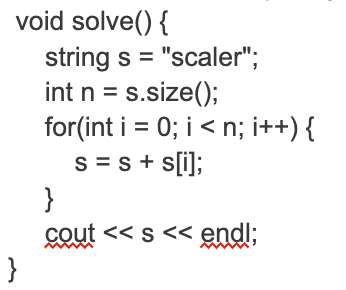 void solve() {
string s = "scaler";
int n = s.size();
for(int i = 0; i < n; i++) {
s = s + s[i];
}
cout << s << endl;
}